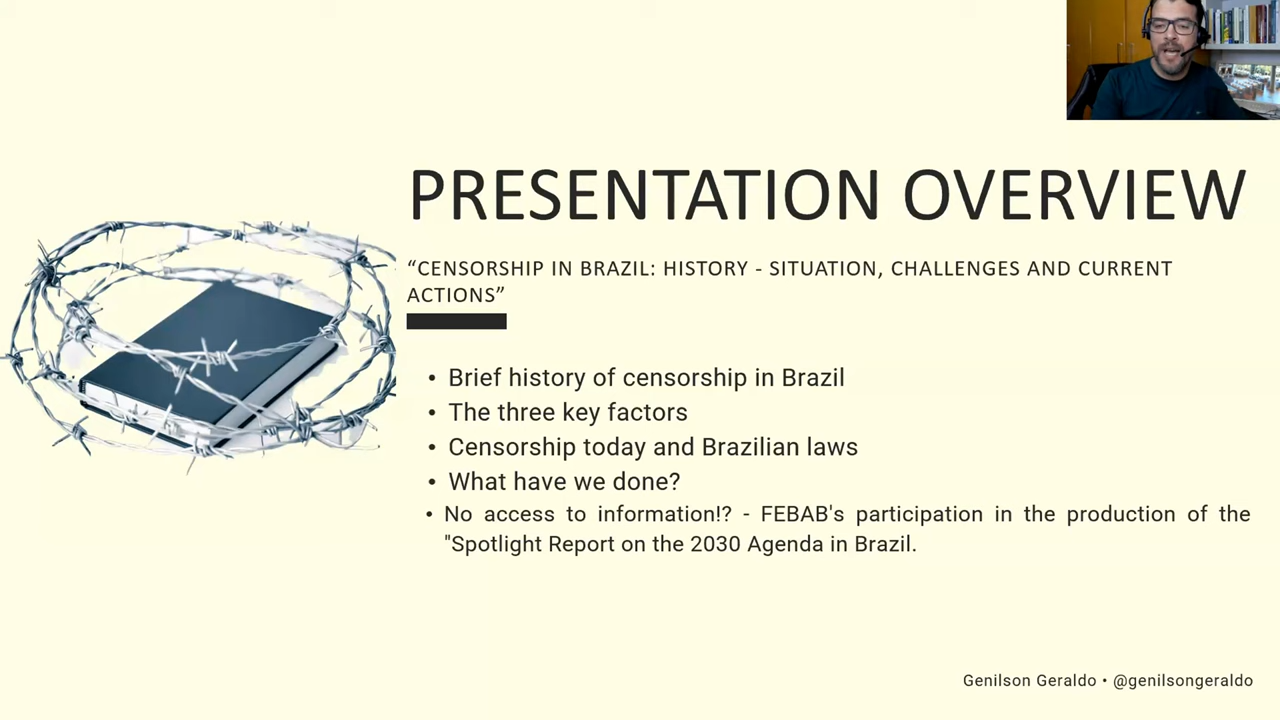 PRESENTATION OVERVIEW
“CENSORSHIP IN BRAZIL: HISTORY - SITUATION, CHALLENGES AND CURRENT
ACTIONS”
• Brief history of censorship in Brazil
• The three key factors
• Censorship today and Brazilian laws
• What have we done?
• No access to information!? - FEBAB's participation in the production of the
"Spotlight Report on the 2030 Agenda in Brazil.
Genilson Geraldo • @genilsongeraldo